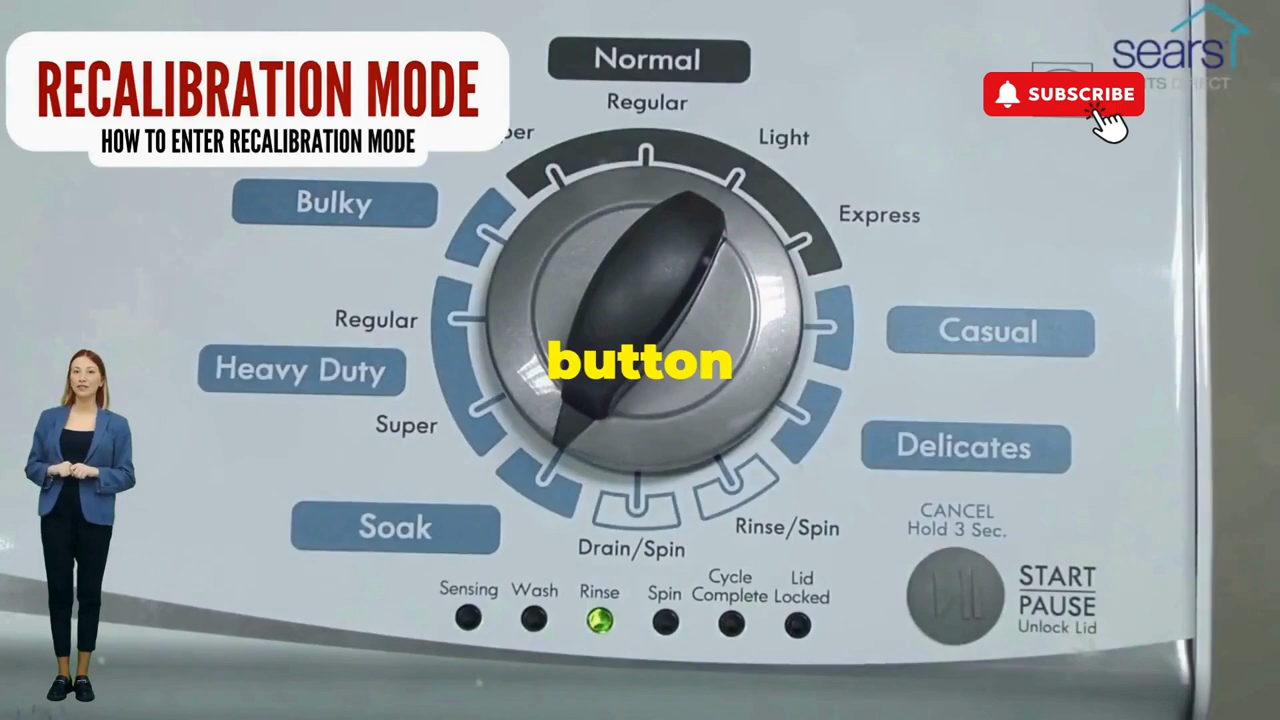 RECALIBRATION MODE
HOW TO ENTER RECALIBRATION MODE
sears
DIRECT
SUBSCRIBE
Normal
Regular
Light
Express
Bulky
Regular
Heavy Duty
Super
Soak
Casual
Delicates
Rinse/Spin
Drain/Spin
button
CANCEL
Hold 3 Sec.
START
PAUSE
Unlock Lid
Sensing
Wash
Rinse
Spin
Cycle
Complete
Lid
Locked